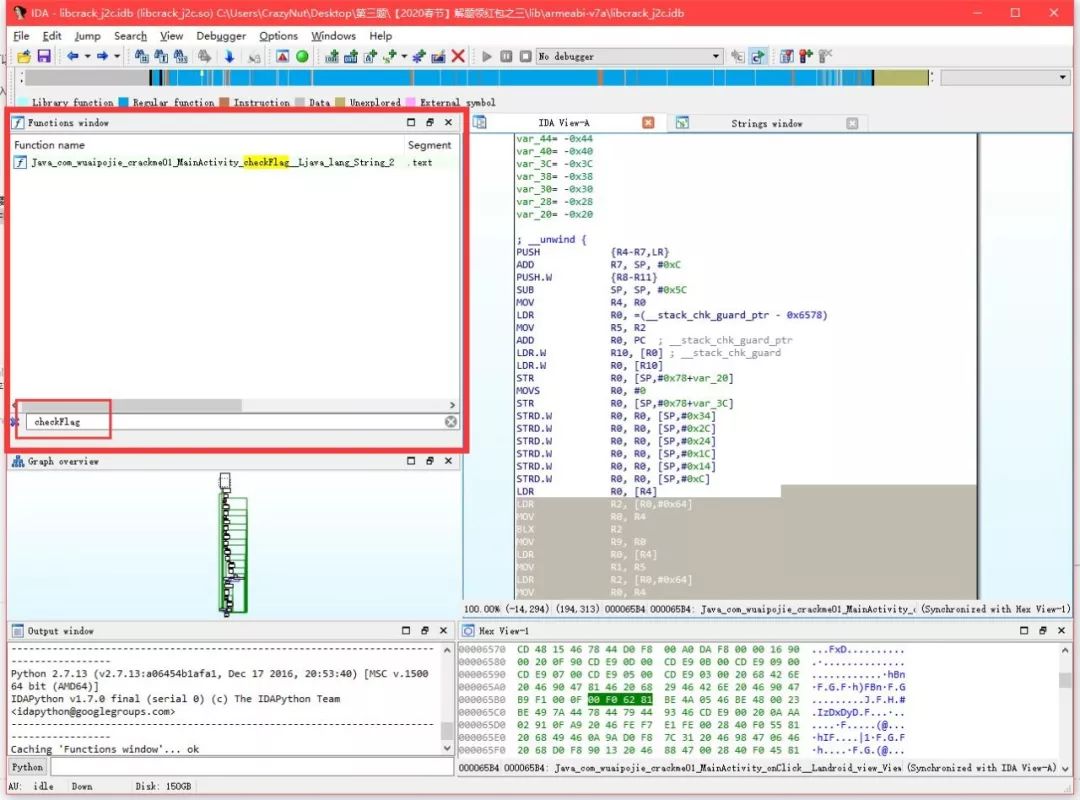 IDA - libcrack_j2c.idb (libcrack_j2c.so) C:\Users\CrazyNut\Desktop\第三题\【2020春节】解题领红包之三\lib\armeabi-v7a\libcrack_j2c.idb
File Edit Jump Search View Debugger Options Windows Help
No debugger
Library function Regular function Instruction Data Unexplored External symbol
Functions window
Function name Segment
Java_com_wuaipojie_crackme01_MainActivity_checkFlag__Ljava_lang_String_2 .text
checkFlag
Graph overview
IDA View-A Strings window
var_44= -0x44
var_40= -0x40
var_3C= -0x3C
var_38= -0x38
var_30= -0x30
var_28= -0x28
var_20= -0x20
; __unwind {
PUSH {R4-R7,LR}
ADD R7, SP, #0xC
PUSH.W {R8-R11}
SUB SP, SP, #0x5C
MOV R4, R0
LDR R0, =(__stack_chk_guard_ptr - 0x6578)
MOV R5, R2
ADD R0, PC ; __stack_chk_guard_ptr
LDR.W R10, [R0] ; __stack_chk_guard
LDR.W R0, [R10]
STR R0, [SP,#0x78+var_20]
MOVS R0, #0
STR R0, [SP,#0x78+var_3C]
STRD.W R0, R0, [SP,#0x34]
STRD.W R0, R0, [SP,#0x2C]
STRD.W R0, R0, [SP,#0x24]
STRD.W R0, R0, [SP,#0x1C]
STRD.W R0, R0, [SP,#0x14]
STRD.W R0, R0, [SP,#0xC]
LDR R0, [R4]
LDR R2, [R0,#0x64]
MOV R0, R4
BLX R2
MOV R9, R0
LDR R0, [R4]
MOV R1, R5
LDR R2, [R0,#0x64]
MOV R0, R4
100.00% (-14,294) (194,313) 000065B4 000065B4: Java_com_wuaipojie_crackme01_MainActivity_ (Synchronized with Hex View-1)
Output window
Python 2.7.13 (v2.7.13:a06454b1afa1, Dec 17 2016, 20:53:40) [MSC v.1500
64 bit (AMD64)]
IDAPython v1.7.0 final (serial 0) (c) The IDAPython Team
<idapython@googlegroups.com>
Caching 'Functions window'... ok
Python
AU: idle Down Disk: 150GB
Hex View-1
00006570 CD 48 15 46 78 44 D0 F8 00 A0 DA F8 00 00 16 90 ...FxD..........
00006580 00 20 0F 90 CD E9 0D 00 CD E9 0B 00 CD E9 09 00
00006590 CD E9 07 00 CD E9 05 00 CD E9 03 00 20 68 42 6E ............ hBn
000065A0 20 46 90 47 81 46 20 68 29 46 42 6E 20 46 90 47 F.G.F h)FBn F.G
000065B0 B9 F1 00 0F 00 F0 62 81 BE 4A 05 46 BE 48 00 23
000065C0 BE 49 7A 44 78 44 79 44 93 46 CD E9 00 20 0A AA .IzDxDyD.F... ..
000065D0 02 91 0F A9 20 46 FE F7 E1 FE 00 28 40 F0 55 81
000065E0 20 68 49 46 0A 9A D0 F8 7C 31 20 46 98 47 06 46 hIF....|1 F.G.F
000065F0 20 68 D0 F8 90 13 20 46 88 47 00 28 40 F0 45 81
000065B4 000065B4: Java_com_wuaipojie_crackme01_MainActivity_onClick__Landroid_view_View (Synchronized with IDA View-A)